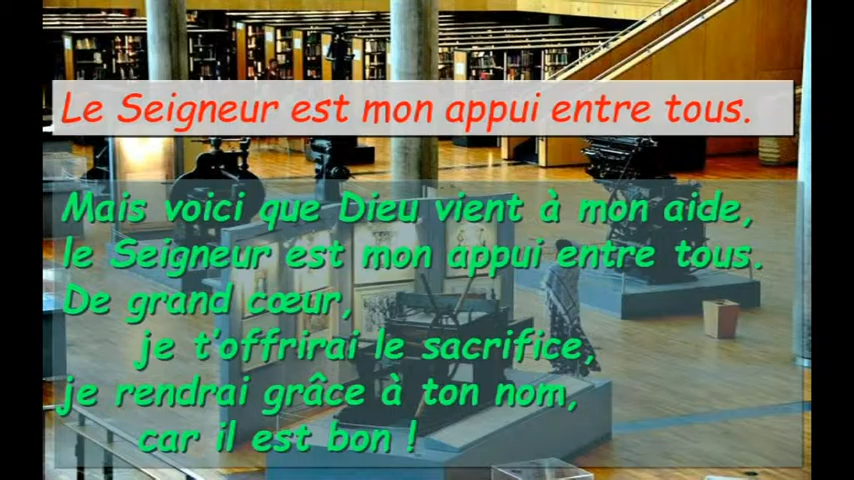 Le Seigneur est mon appui entre tous.
Mais voici que Dieu vient à mon aide,
le Seigneur est mon appui entre tous.
De grand cœur,
je t'offrirai le sacrifice,
je rendrai grâce à ton nom,
car il est bon !